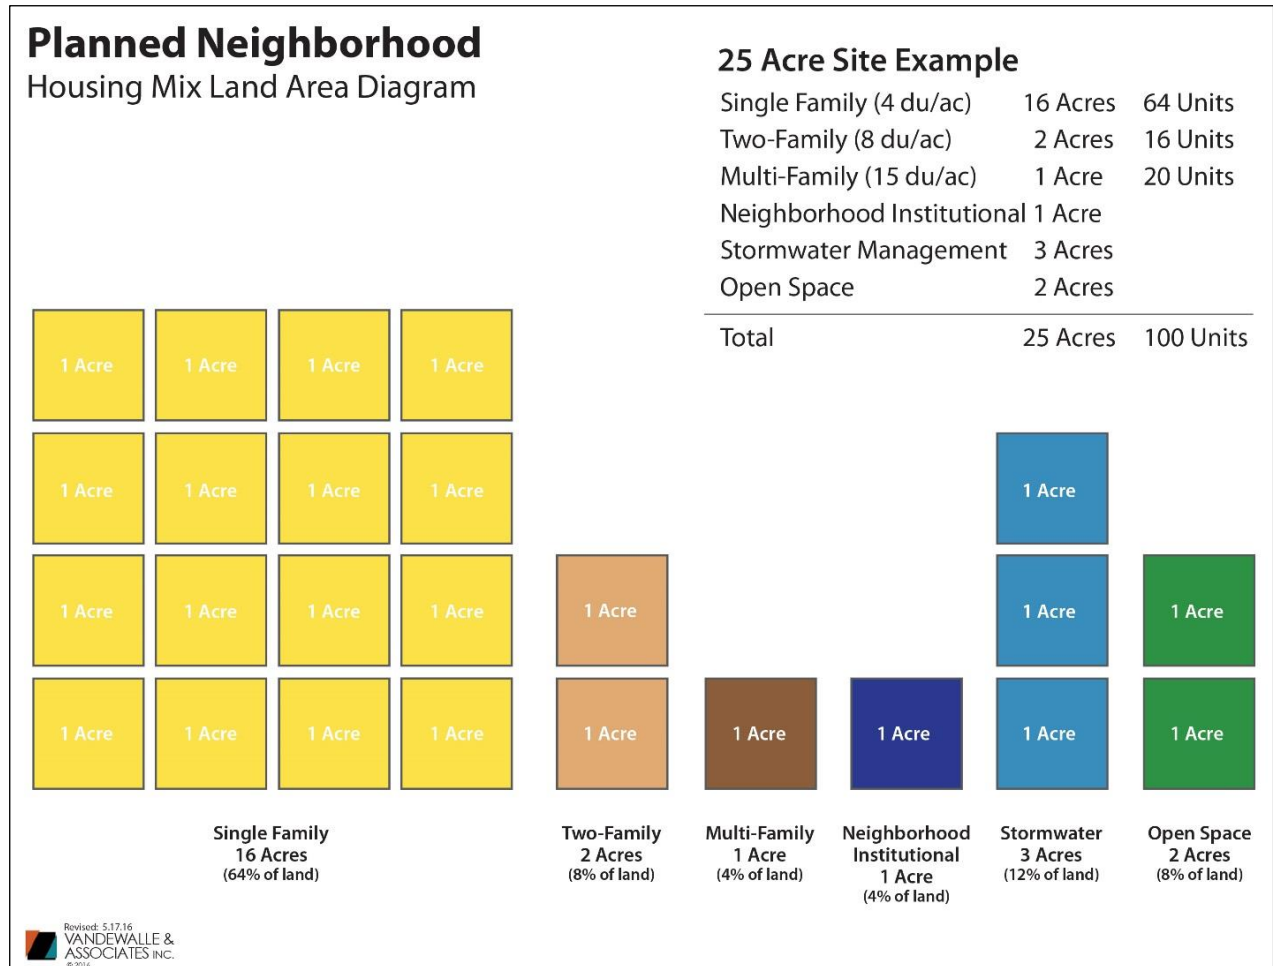 Planned Neighborhood
Housing Mix Land Area Diagram
25 Acre Site Example
Single Family (4 du/ac) 16 Acres 64 Units
Two-Family (8 du/ac) 2 Acres 16 Units
Multi-Family (15 du/ac) 1 Acre 20 Units
Neighborhood Institutional 1 Acre
Stormwater Management 3 Acres
Open Space 2 Acres
Total 25 Acres 100 Units
1 Acre 1 Acre 1 Acre 1 Acre
1 Acre 1 Acre 1 Acre 1 Acre 1 Acre
1 Acre 1 Acre 1 Acre 1 Acre 1 Acre 1 Acre 1 Acre
1 Acre 1 Acre 1 Acre 1 Acre 1 Acre 1 Acre 1 Acre 1 Acre 1 Acre
Single Family
16 Acres
(64% of land)
Two-Family
2 Acres
(8% of land)
Multi-Family
1 Acre
(4% of land)
Neighborhood
Institutional
1 Acre
(4% of land)
Stormwater
3 Acres
(12% of land)
Open Space
2 Acres
(8% of land)
Revised: 5.17.16
VANDEWALLE &
ASSOCIATES INC.
© 2016